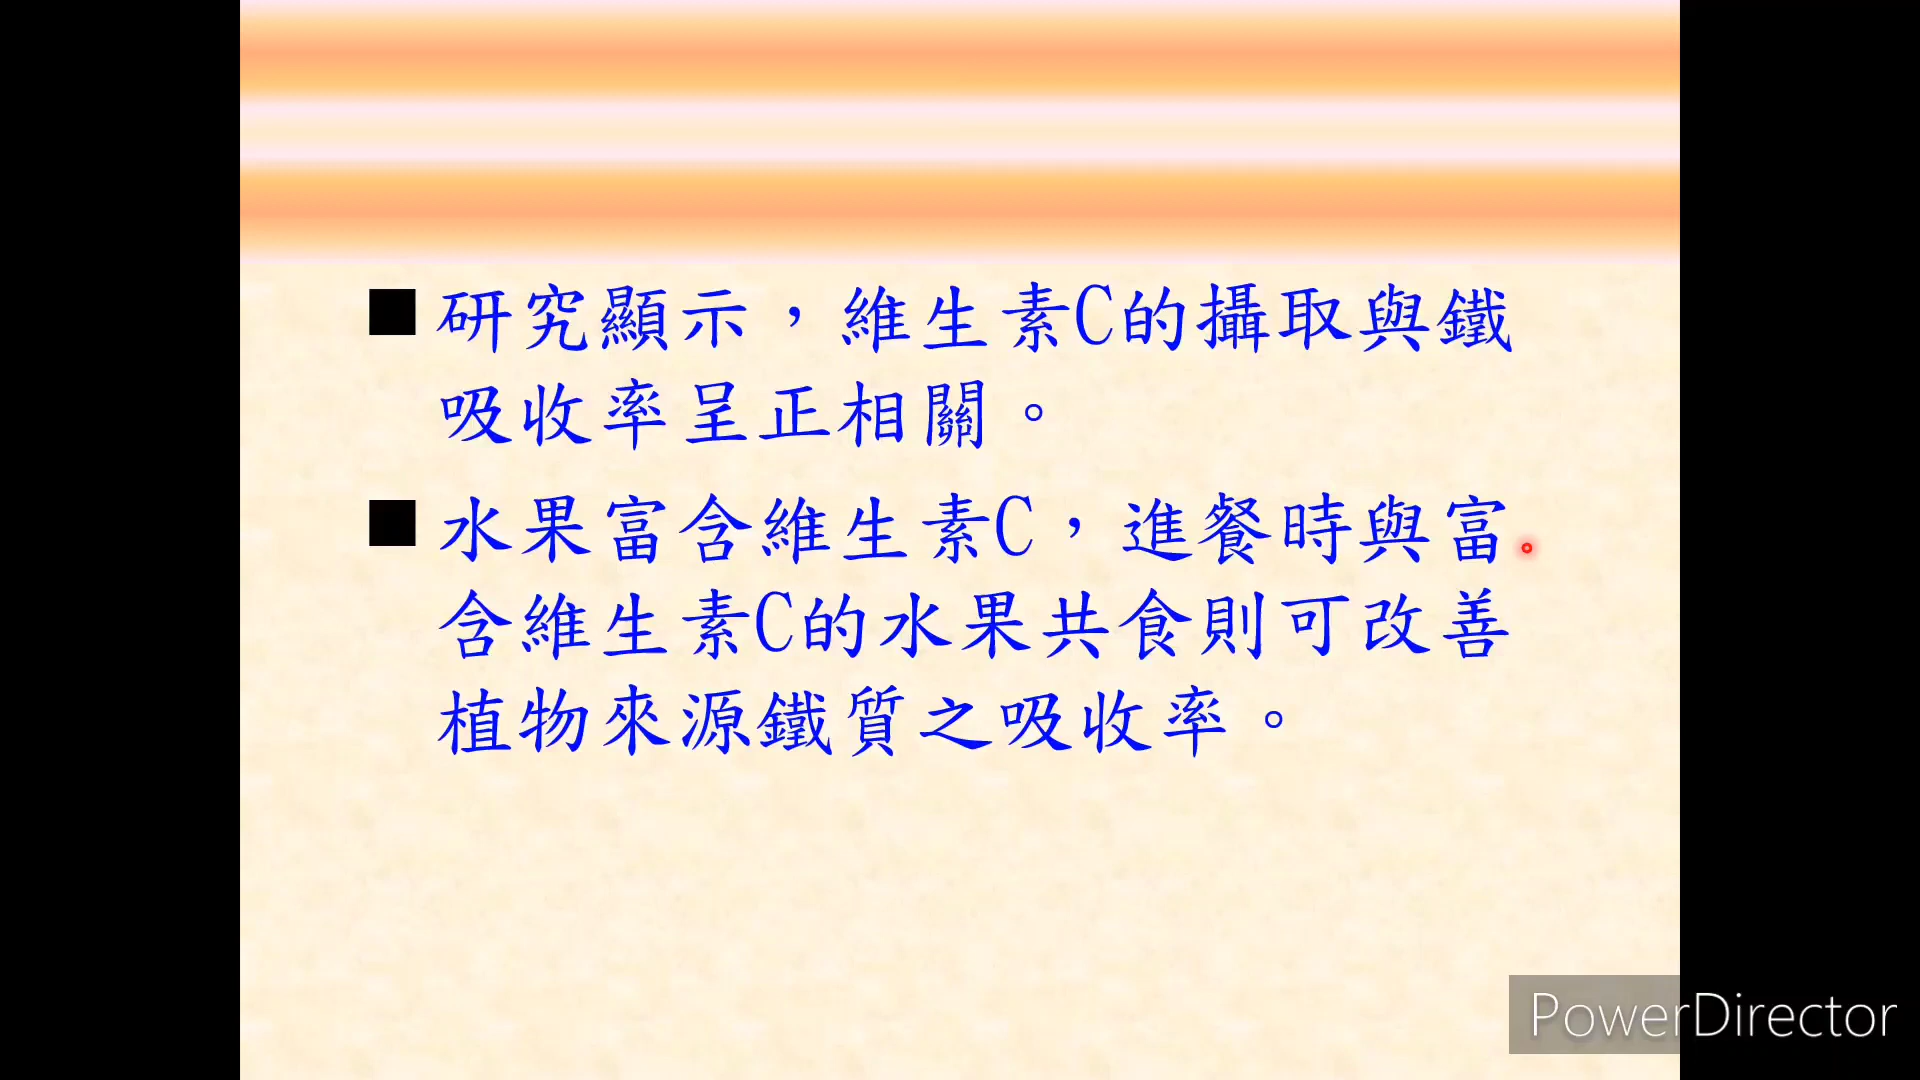 ■ 研究顯示，維生素C的攝取與鐵
吸收率呈正相關。
■ 水果富含維生素C，進餐時與富
含維生素C的水果共食則可改善
植物來源鐵質之吸收率。
PowerDirector